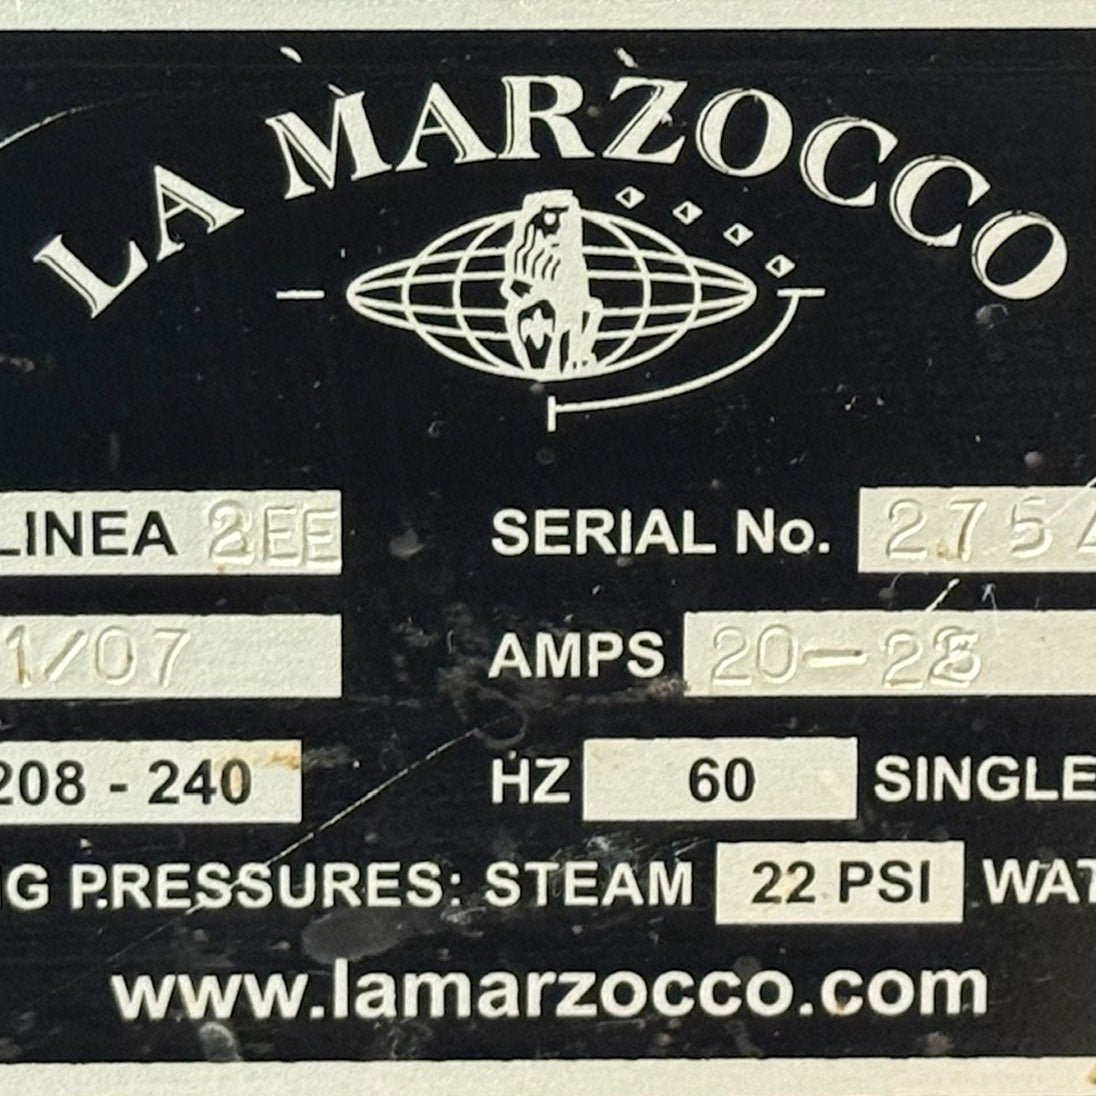 LA MARZOCCO
LINEA 2EE SERIAL No. 2754
1/07 AMPS 20-28
208 - 240 HZ 60 SINGLE
G PRESSURES: STEAM 22 PSI WAT
www.lamarzocco.com